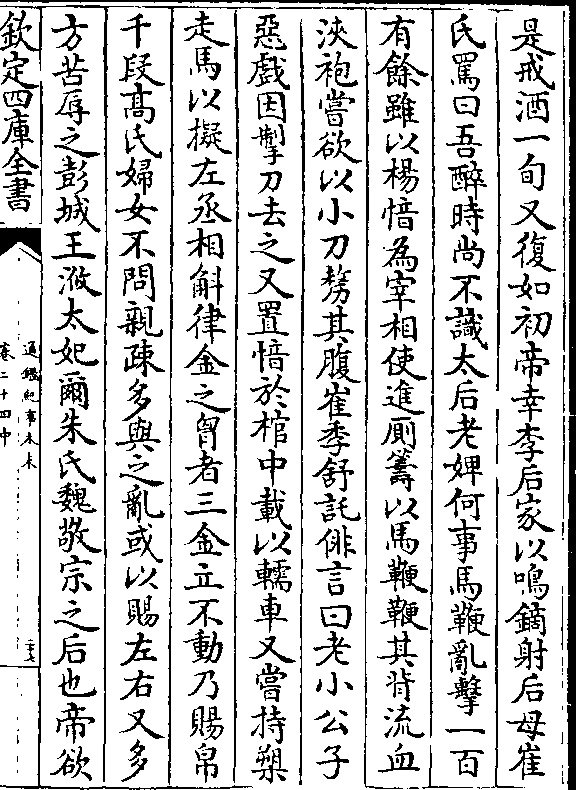 是戒酒一旬又復如初帝幸李后家以鳴鏑射后母崔
氏罵曰吾醉時尚不識太后老婢何事馬鞭亂擊一百
有餘雖以楊愔為宰相使進厠籌以馬鞭鞭其背流血
浹袍嘗欲以小刀剺其腹崔季舒託俳言曰老小公子
惡戲因掣刀去之又置愔於棺中載以轜車又嘗持槊
走馬以擬左丞相斛律金之胷者三金立不動乃賜帛
千段髙氏婦女不問親疎多與之亂或以賜左右又多
方苦辱之彭城王浟太妃爾朱氏魏敬宗之后也帝欲
欽定四庫全書
通鑑紀事本末
卷二十四中
二十七